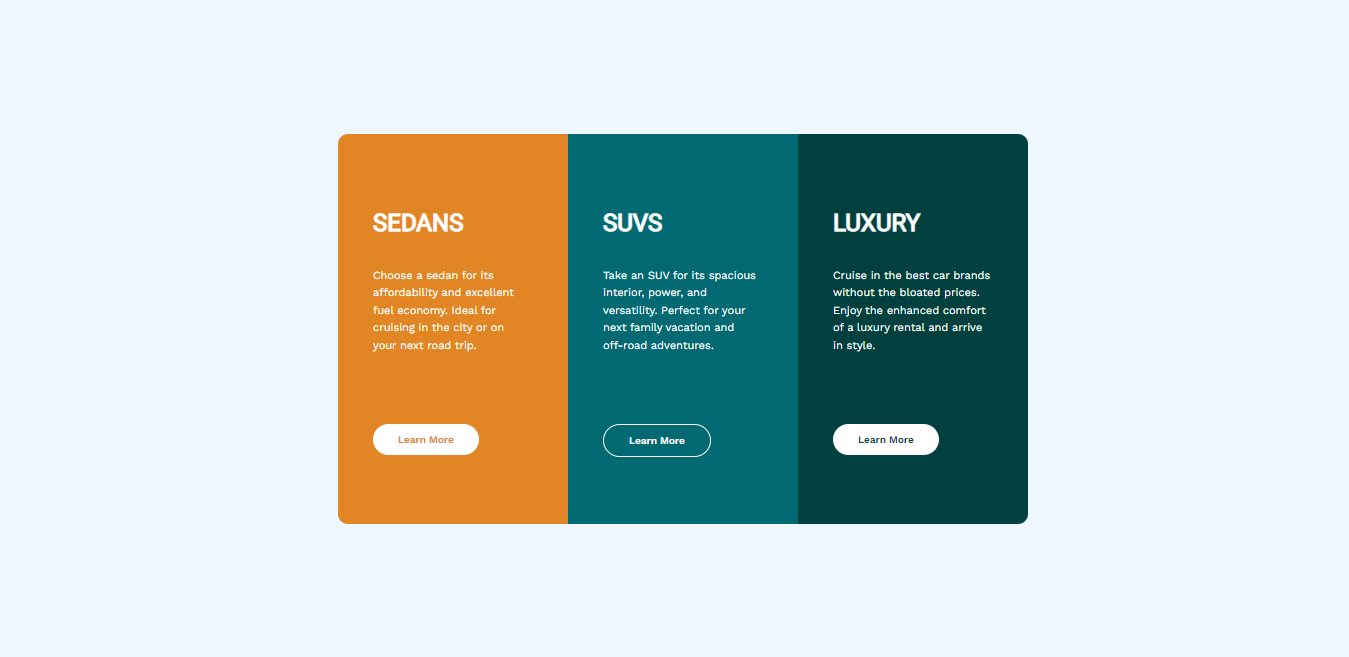 SEDANS
Choose a sedan for its
affordability and excellent
fuel economy. Ideal for
cruising in the city or on
your next road trip.
Learn More
SUVS
Take an SUV for its spacious
interior, power, and
versatility. Perfect for your
next family vacation and
off-road adventures.
Learn More
LUXURY
Cruise in the best car brands
without the bloated prices.
Enjoy the enhanced comfort
of a luxury rental and arrive
in style.
Learn More